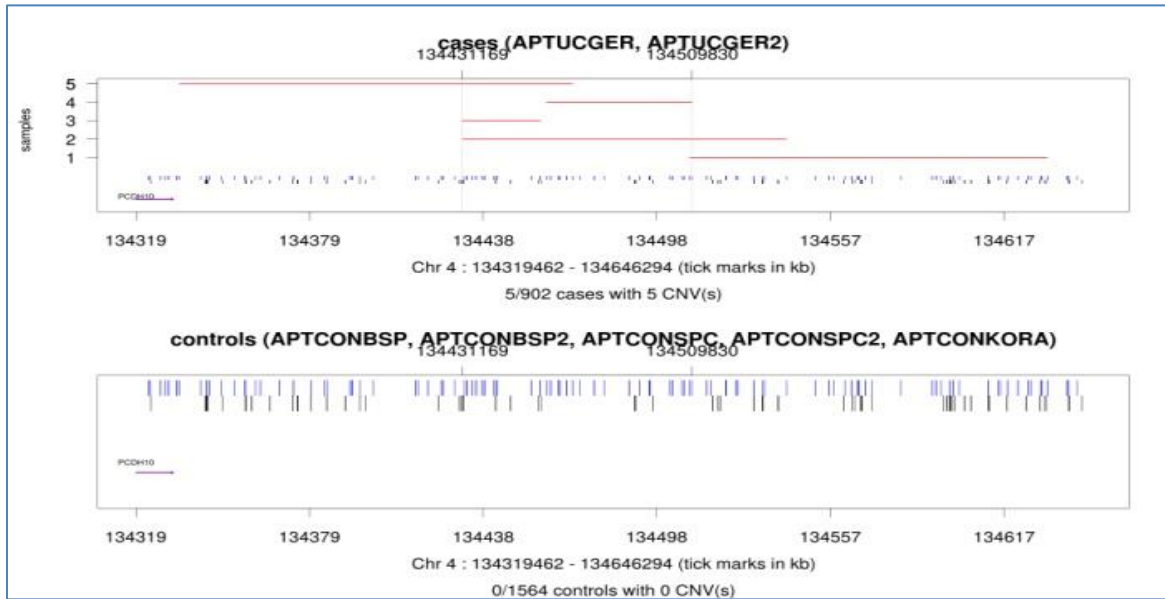 cases (APTUCGER, APTUCGER2)
134431169 134509830
5
4
3
2
1
samples
PCDH10
134319 134379 134438 134498 134557 134617
Chr 4 : 134319462 - 134646294 (tick marks in kb)
5/902 cases with 5 CNV(s)
controls (APTCONBSP, APTCONBSP2, APTCONSPC, APTCONSPC2, APTCONKORA)
134431169 134509830
PCDH10
134319 134379 134438 134498 134557 134617
Chr 4 : 134319462 - 134646294 (tick marks in kb)
0/1564 controls with 0 CNV(s)